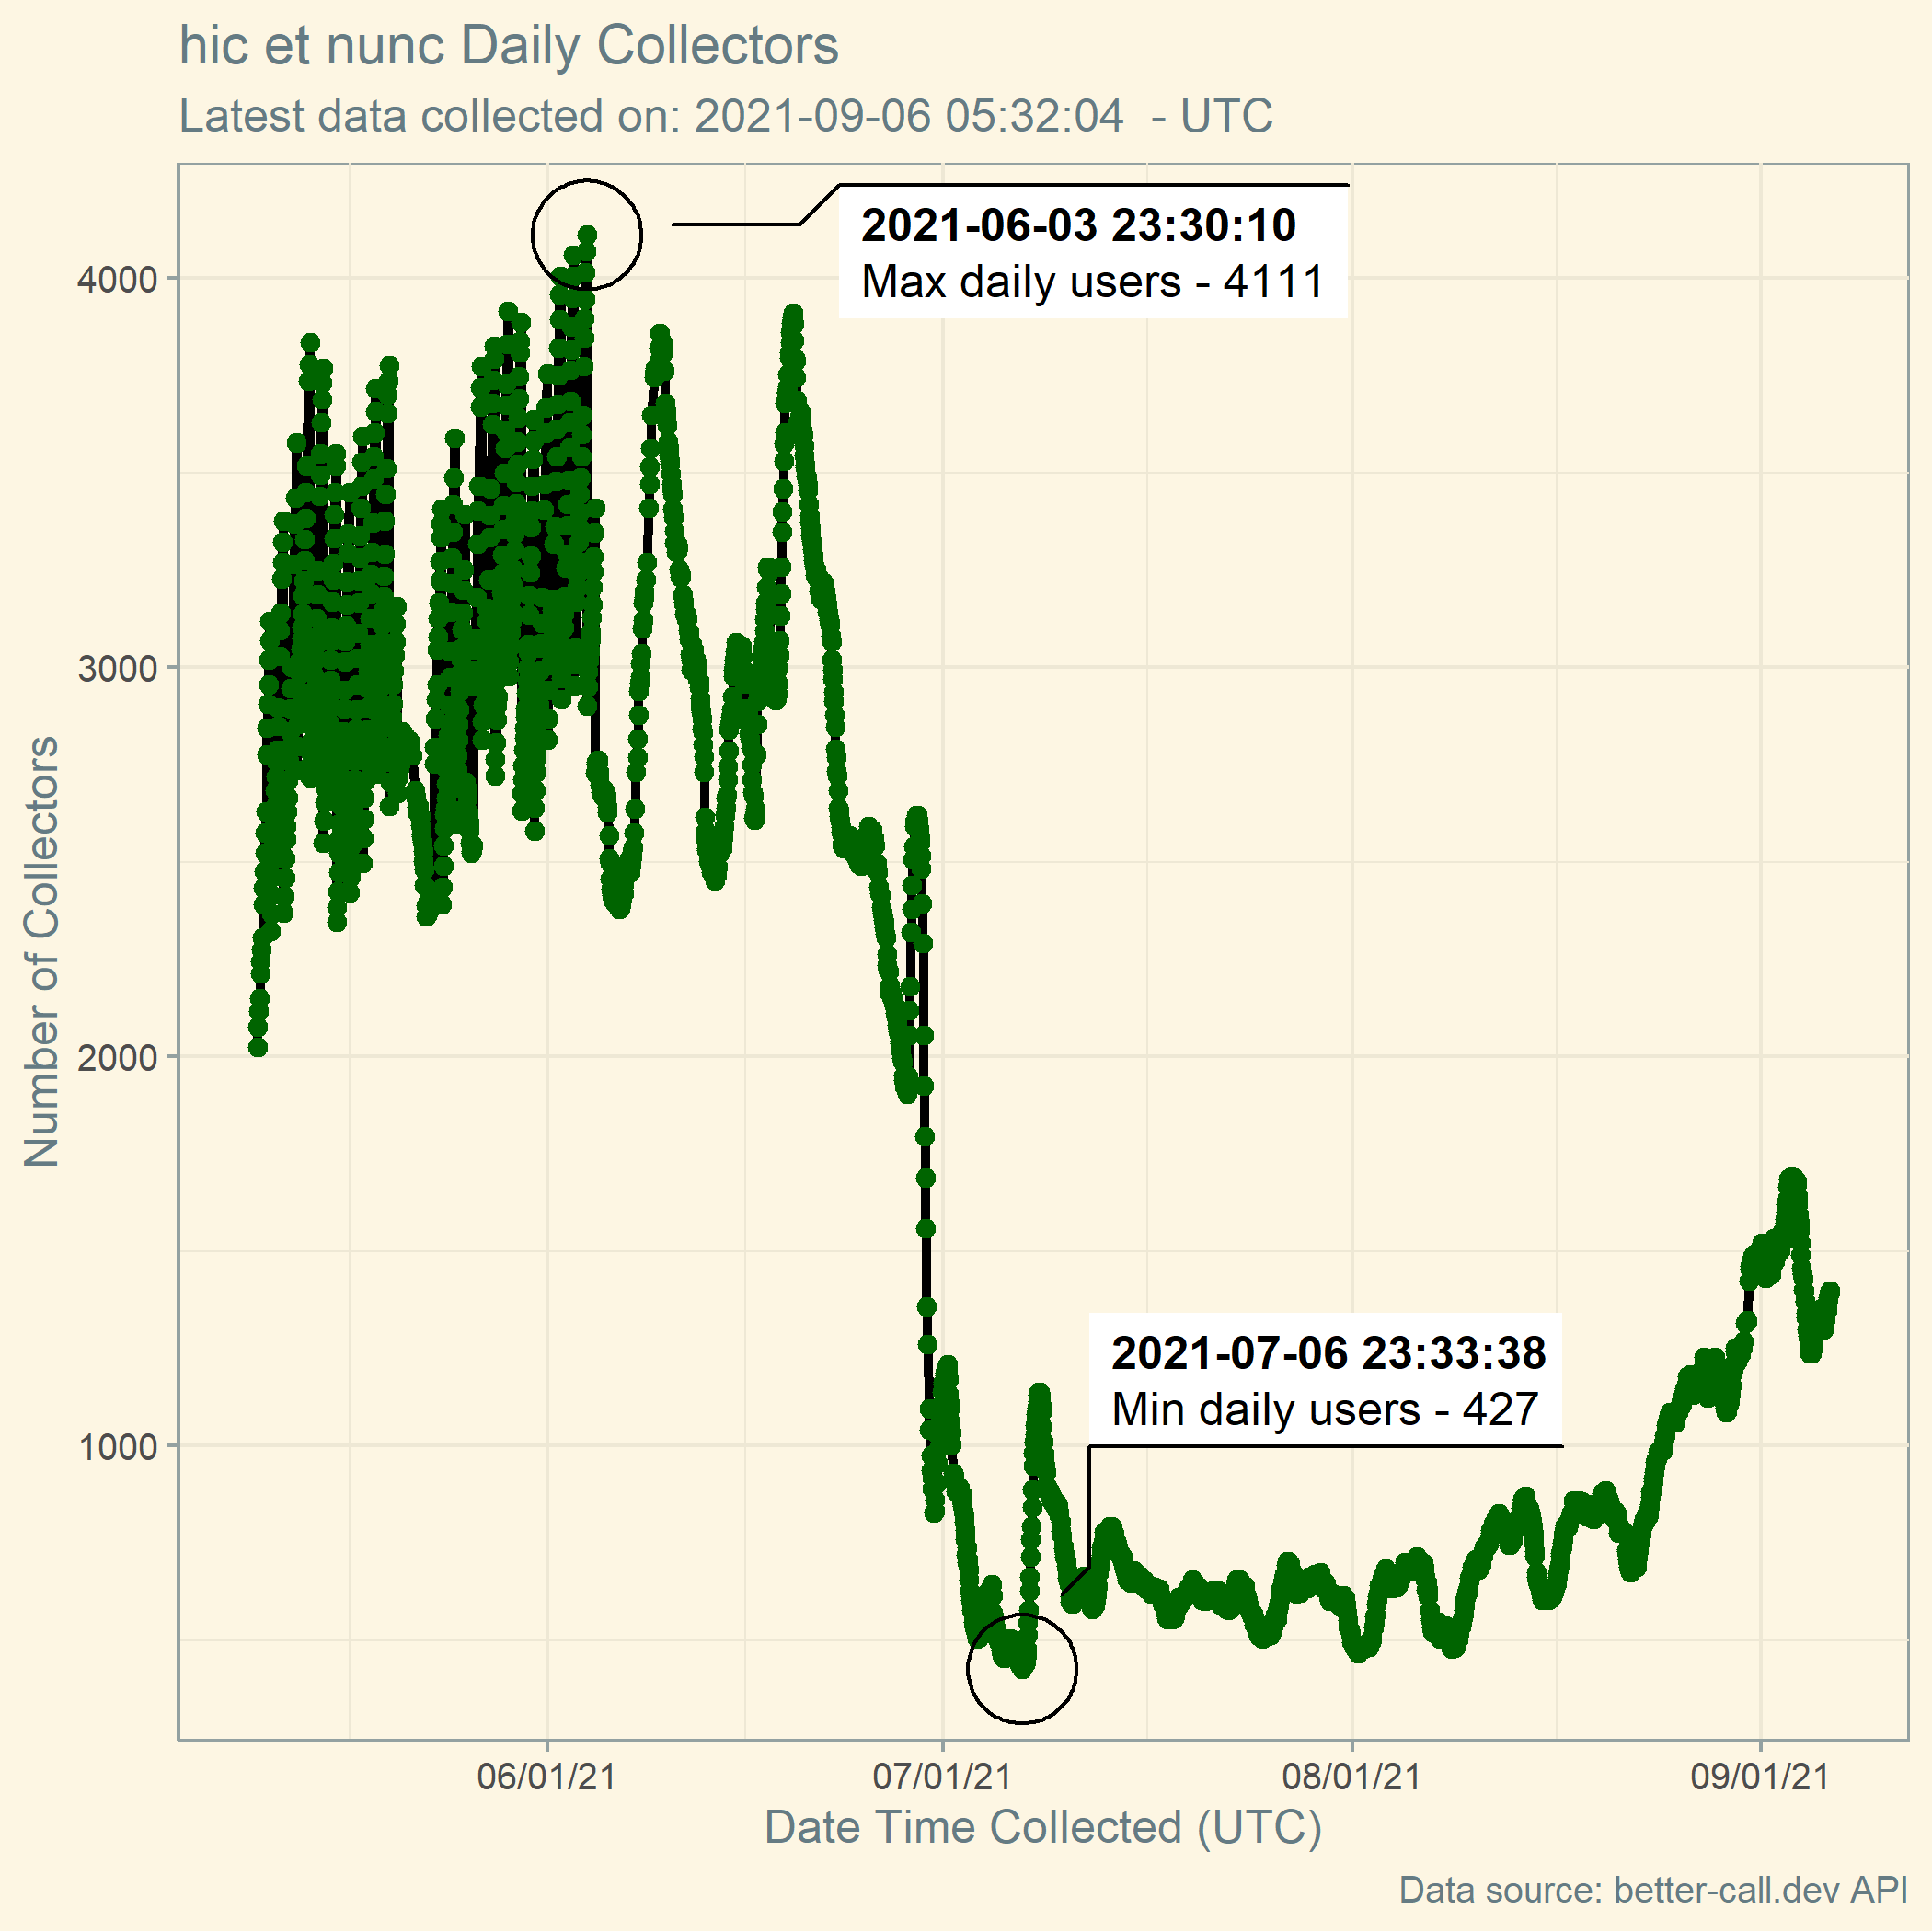 hic et nunc Daily Collectors
Latest data collected on: 2021-09-06 05:32:04  - UTC
2021-06-03 23:30:10
Max daily users - 4111
4000
3000
2000
1000
Number of Collectors
2021-07-06 23:33:38
Min daily users - 427
06/01/21
07/01/21
08/01/21
09/01/21
Date Time Collected (UTC)
Data source: better-call.dev API